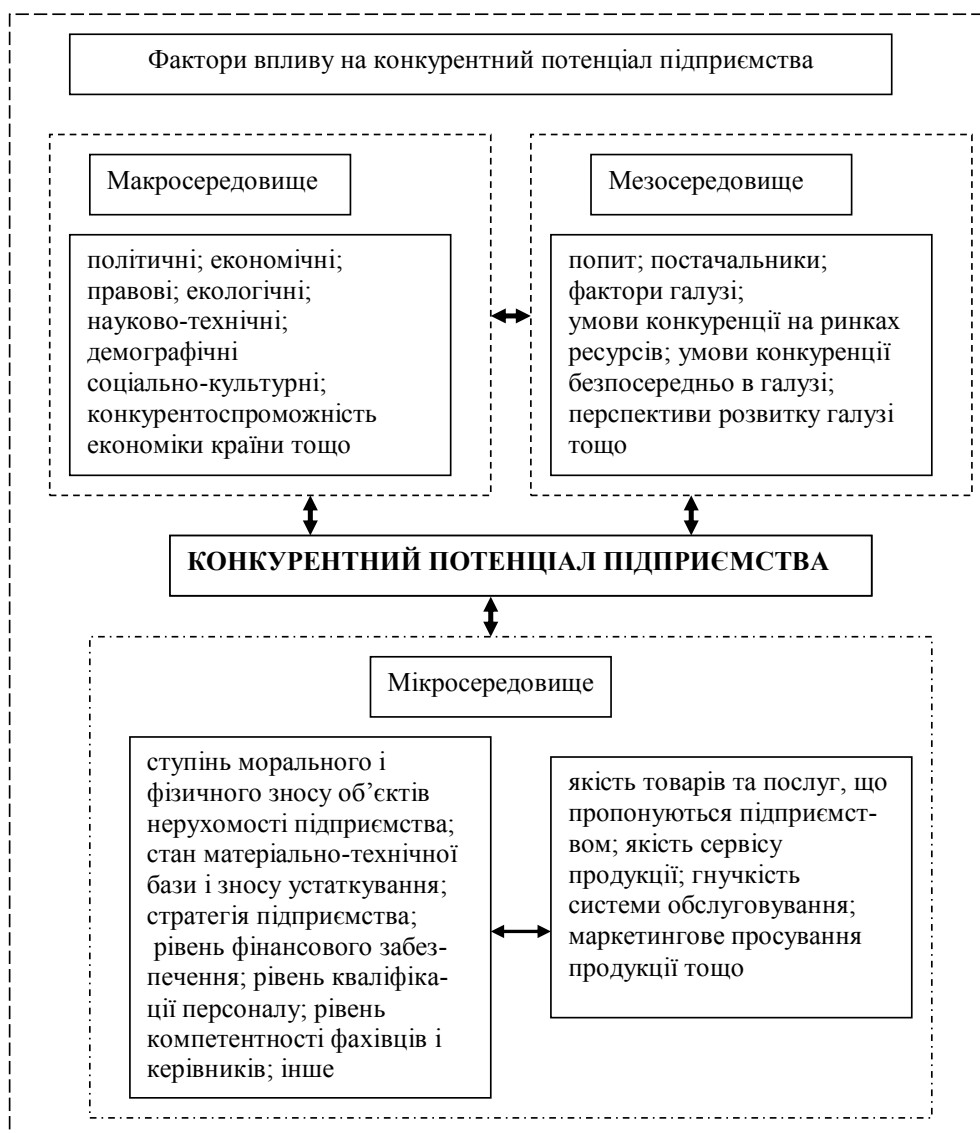 Фактори впливу на конкурентний потенціал підприємства
Макросередовище
політичні; економічні;
правові; екологічні;
науково-технічні;
демографічні
соціально-культурні;
конкурентоспроможність
економіки країни тощо
Мезосередовище
попит; постачальники;
фактори галузі;
умови конкуренції на ринках
ресурсів; умови конкуренції
безпосередньо в галузі;
перспективи розвитку галузі
тощо
КОНКУРЕНТНИЙ ПОТЕНЦІАЛ ПІДПРИЄМСТВА
Мікросередовище
ступінь морального і
фізичного зносу об’єктів
нерухомості підприємства;
стан матеріально-технічної
бази і зносу устаткування;
стратегія підприємства;
рівень фінансового забез-
печення; рівень кваліфіка-
ції персоналу; рівень
компетентності фахівців і
керівників; інше
якість товарів та послуг, що
пропонуються підприємст-
вом; якість сервісу
продукції; гнучкість
системи обслуговування;
маркетингове просування
продукції тощо